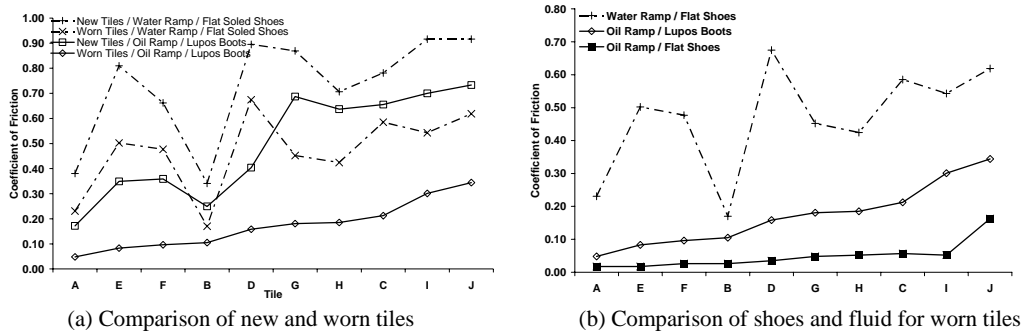 New Tiles / Water Ramp / Flat Soled Shoes
Worn Tiles / Water Ramp / Flat Soled Shoes
New Tiles / Oil Ramp / Lupos Boots
Worn Tiles / Oil Ramp / Lupos Boots
Coefficient of Friction
1.00
0.90
0.80
0.70
0.60
0.50
0.40
0.30
0.20
0.10
0.00
A E F B D G H C I J
Tile
(a) Comparison of new and worn tiles
Water Ramp / Flat Shoes
Oil Ramp / Lupos Boots
Oil Ramp / Flat Shoes
Coefficient of Friction
0.80
0.70
0.60
0.50
0.40
0.30
0.20
0.10
0.00
A E F B D G H C I J
(b) Comparison of shoes and fluid for worn tiles